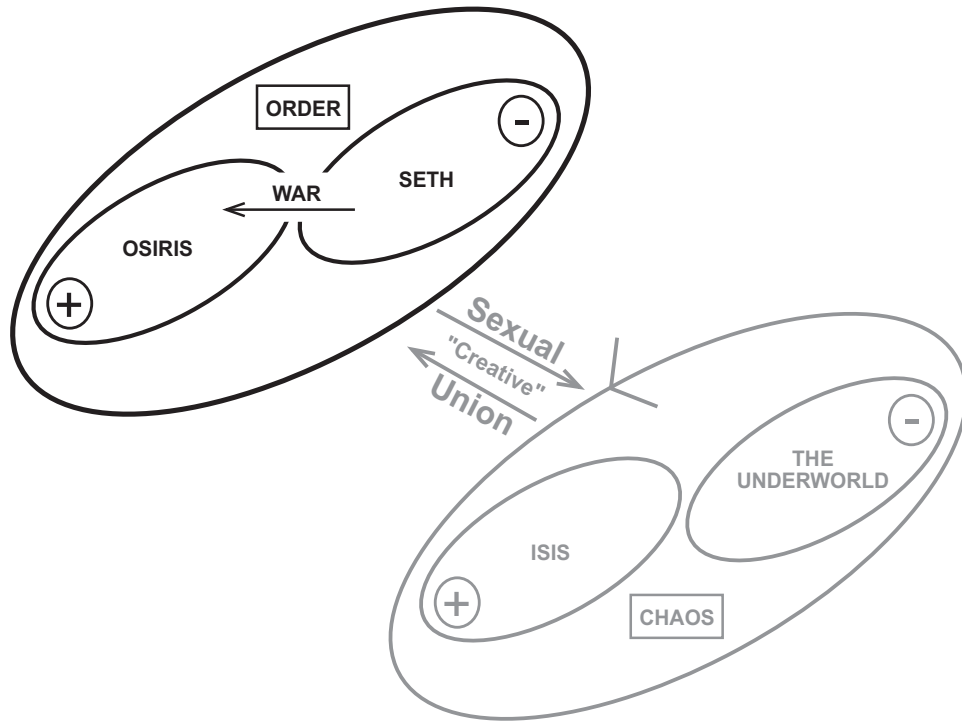 ORDER
-
SETH
WAR
OSIRIS
+
Sexual
"Creative"
Union
-
THE
UNDERWORLD
ISIS
+
CHAOS